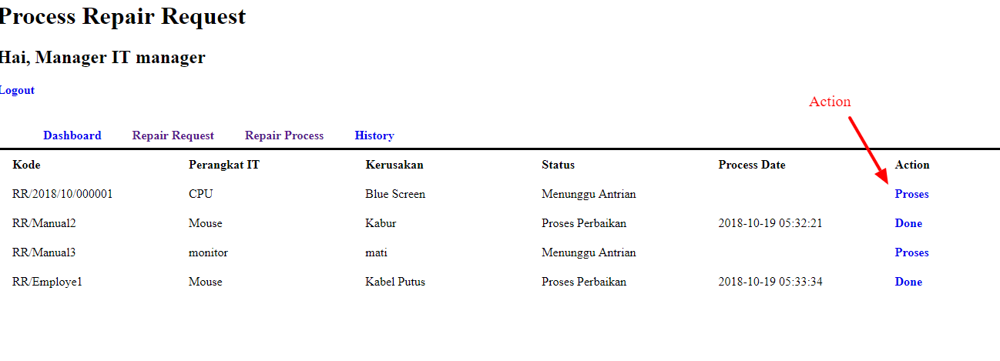 Process Repair Request
Hai, Manager IT manager
Logout
Action
Dashboard Repair Request Repair Process History
Kode Perangkat IT Kerusakan Status Process Date Action
RR/2018/10/000001 CPU Blue Screen Menunggu Antrian Proses
RR/Manual2 Mouse Kabur Proses Perbaikan 2018-10-19 05:32:21 Done
RR/Manual3 monitor mati Menunggu Antrian Proses
RR/Employe1 Mouse Kabel Putus Proses Perbaikan 2018-10-19 05:33:34 Done